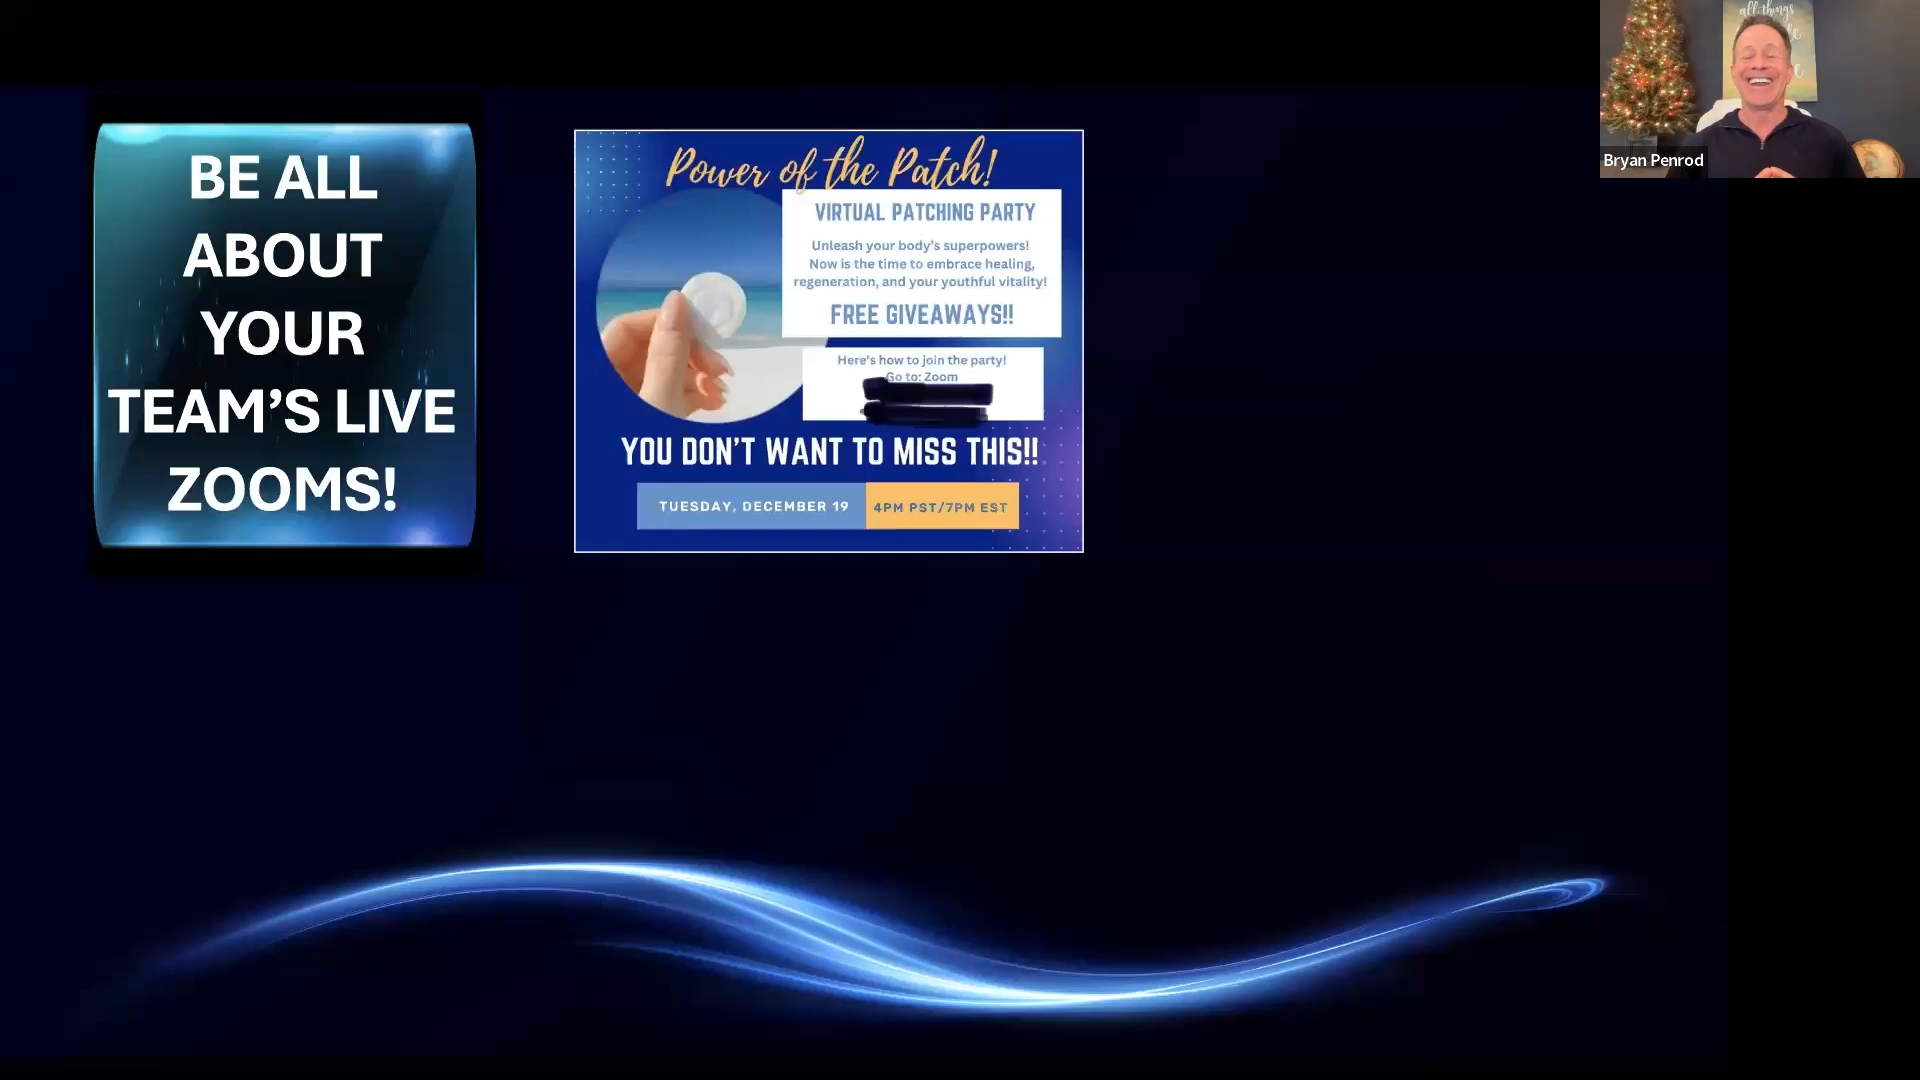 BE ALL
ABOUT
YOUR
TEAM’S LIVE
ZOOMS!
Power of the Patch!
VIRTUAL PATCHING PARTY
Unleash your body’s superpowers!
Now is the time to embrace healing,
regeneration, and your youthful vitality!
FREE GIVEAWAYS!!
Here’s how to join the party!
Go to: Zoom
YOU DON’T WANT TO MISS THIS!!
TUESDAY, DECEMBER 19
4PM PST/7PM EST
all things
Bryan Penrod